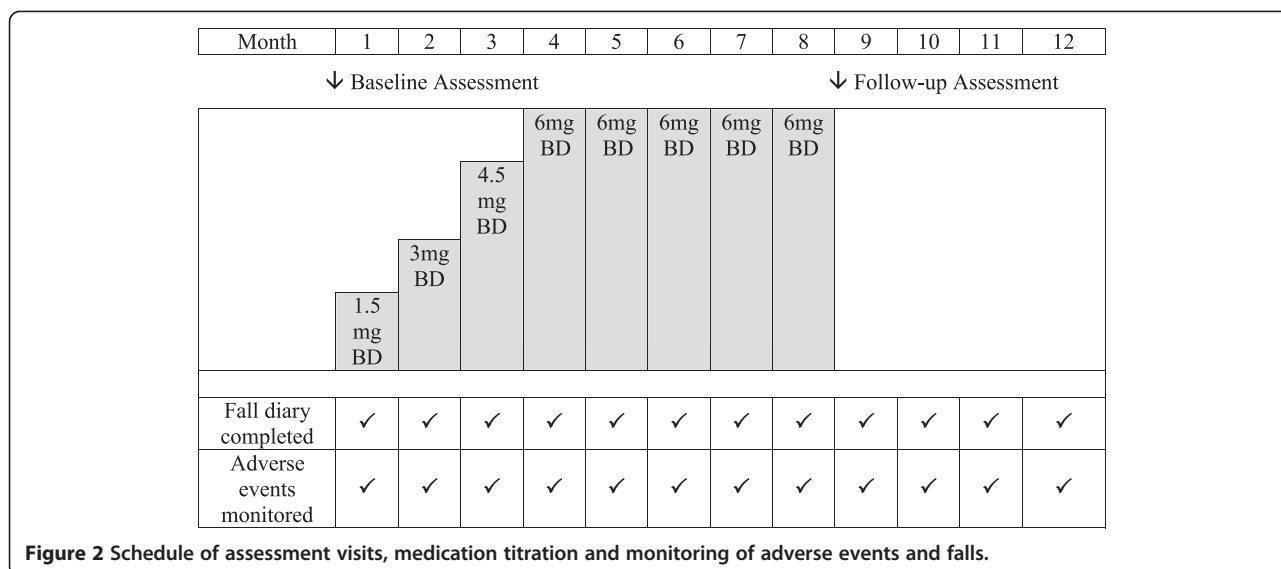 Month 1 2 3 4 5 6 7 8 9 10 11 12
↓ Baseline Assessment ↓ Follow-up Assessment
6mg 6mg 6mg 6mg 6mg
BD BD BD BD BD
4.5
mg
BD
3mg
BD
1.5
mg
BD
Fall diary
completed ✓ ✓ ✓ ✓ ✓ ✓ ✓ ✓ ✓ ✓ ✓ ✓
Adverse
events ✓ ✓ ✓ ✓ ✓ ✓ ✓ ✓ ✓ ✓ ✓ ✓
monitored
Figure 2 Schedule of assessment visits, medication titration and monitoring of adverse events and falls.